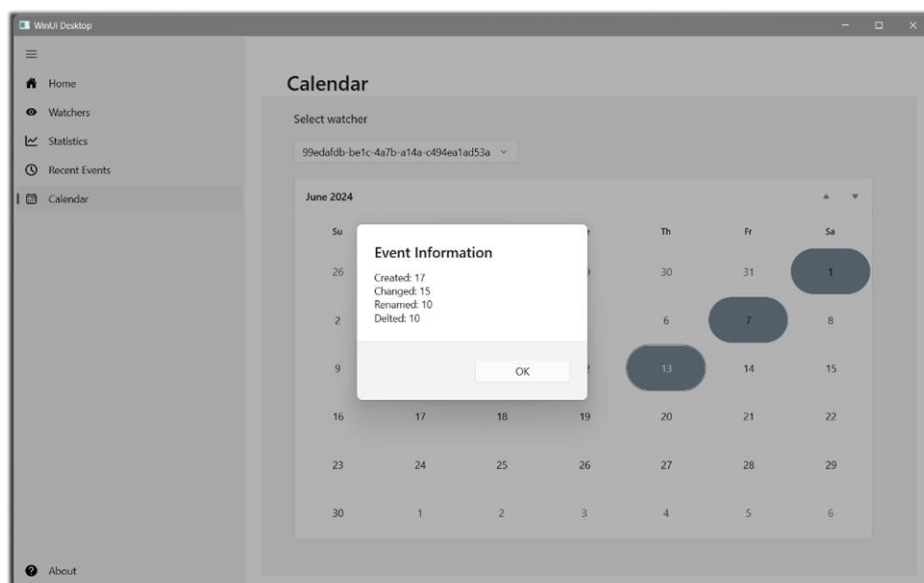 WinUI Desktop
Home
Watchers
Statistics
Recent Events
Calendar
About
Calendar
Select watcher
99edafdb-be1c-4a7b-a14a-c494ea1ad53a
June 2024
Su Th Fr Sa
26 30 31 1
2 6 7 8
9 13 14 15
16 17 18 19 20 21 22
23 24 25 26 27 28 29
30 1 2 3 4 5 6
Event Information
Created: 17
Changed: 15
Renamed: 10
Delted: 10
OK